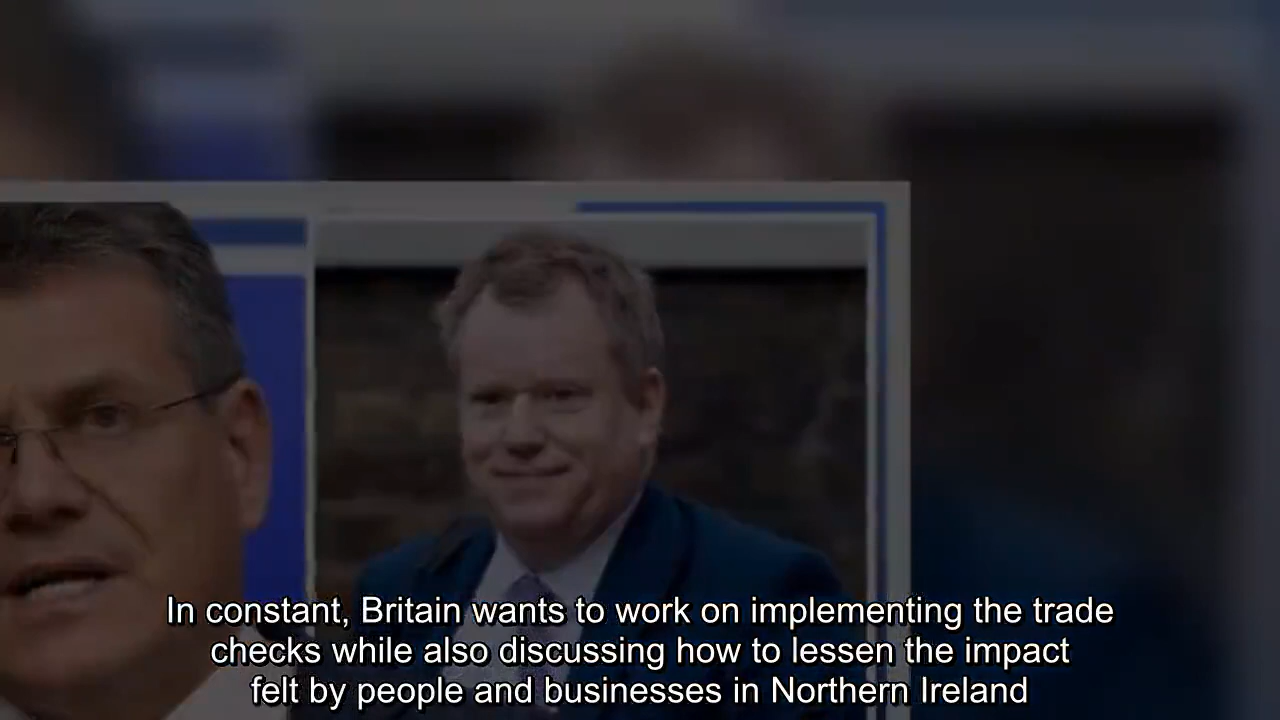 In constant, Britain wants to work on implementing the trade
checks while also discussing how to lessen the impact
felt by people and businesses in Northern Ireland